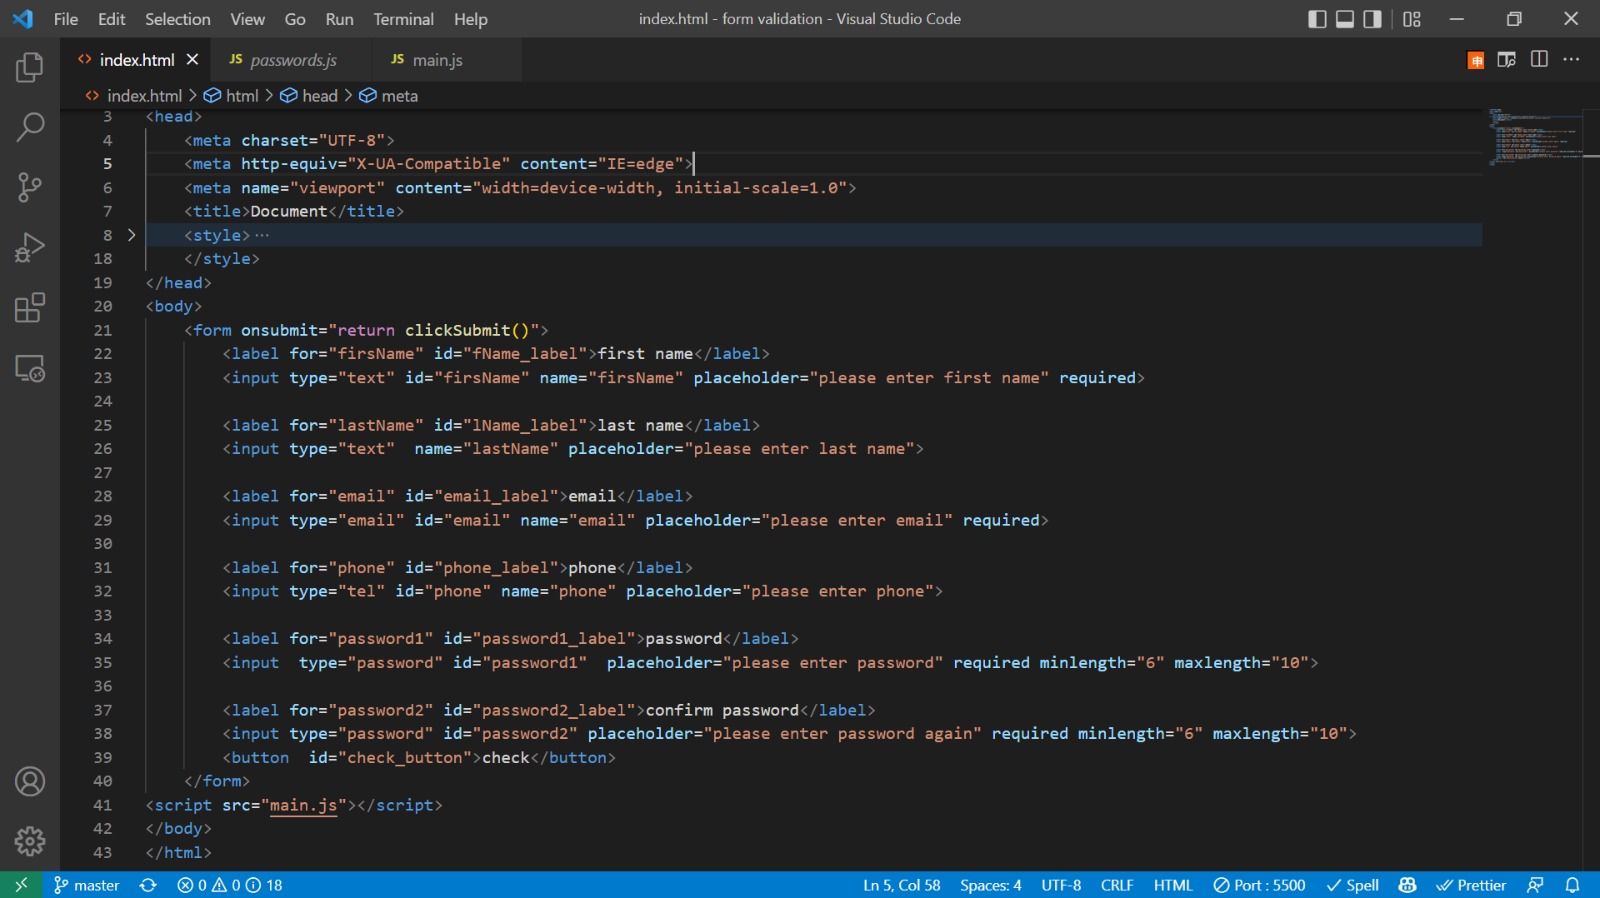 File Edit Selection View Go Run Terminal Help index.html - form validation - Visual Studio Code
<> index.html × JS passwords.js JS main.js
<> index.html > html > head > meta
3 <head>
4 <meta charset="UTF-8">
5 <meta http-equiv="X-UA-Compatible" content="IE=edge">
6 <meta name="viewport" content="width=device-width, initial-scale=1.0">
7 <title>Document</title>
8 <style>···
18 </style>
19 </head>
20 <body>
21 <form onsubmit="return clickSubmit()">
22 <label for="firsName" id="fName_label">first name</label>
23 <input type="text" id="firsName" name="firsName" placeholder="please enter first name" required>
24
25 <label for="lastName" id="lName_label">last name</label>
26 <input type="text"  name="lastName" placeholder="please enter last name">
27
28 <label for="email" id="email_label">email</label>
29 <input type="email" id="email" name="email" placeholder="please enter email" required>
30
31 <label for="phone" id="phone_label">phone</label>
32 <input type="tel" id="phone" name="phone" placeholder="please enter phone">
33
34 <label for="password1" id="password1_label">password</label>
35 <input  type="password" id="password1"  placeholder="please enter password" required minlength="6" maxlength="10">
36
37 <label for="password2" id="password2_label">confirm password</label>
38 <input type="password" id="password2" placeholder="please enter password again" required minlength="6" maxlength="10">
39 <button  id="check_button">check</button>
40 </form>
41 <script src="main.js"></script>
42 </body>
43 </html>
master 0 0 18 Ln 5, Col 58 Spaces: 4 UTF-8 CRLF HTML Port : 5500 Spell Prettier